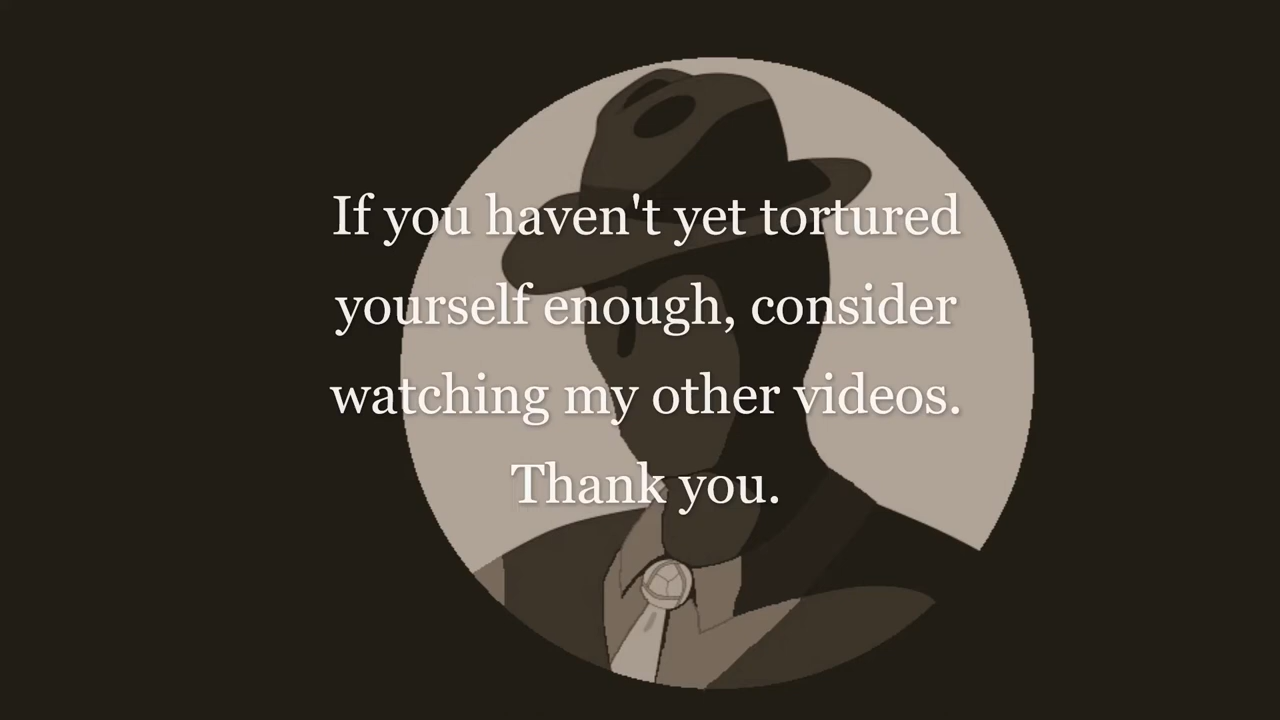 If you haven't yet tortured
yourself enough, consider
watching my other videos.
Thank you.